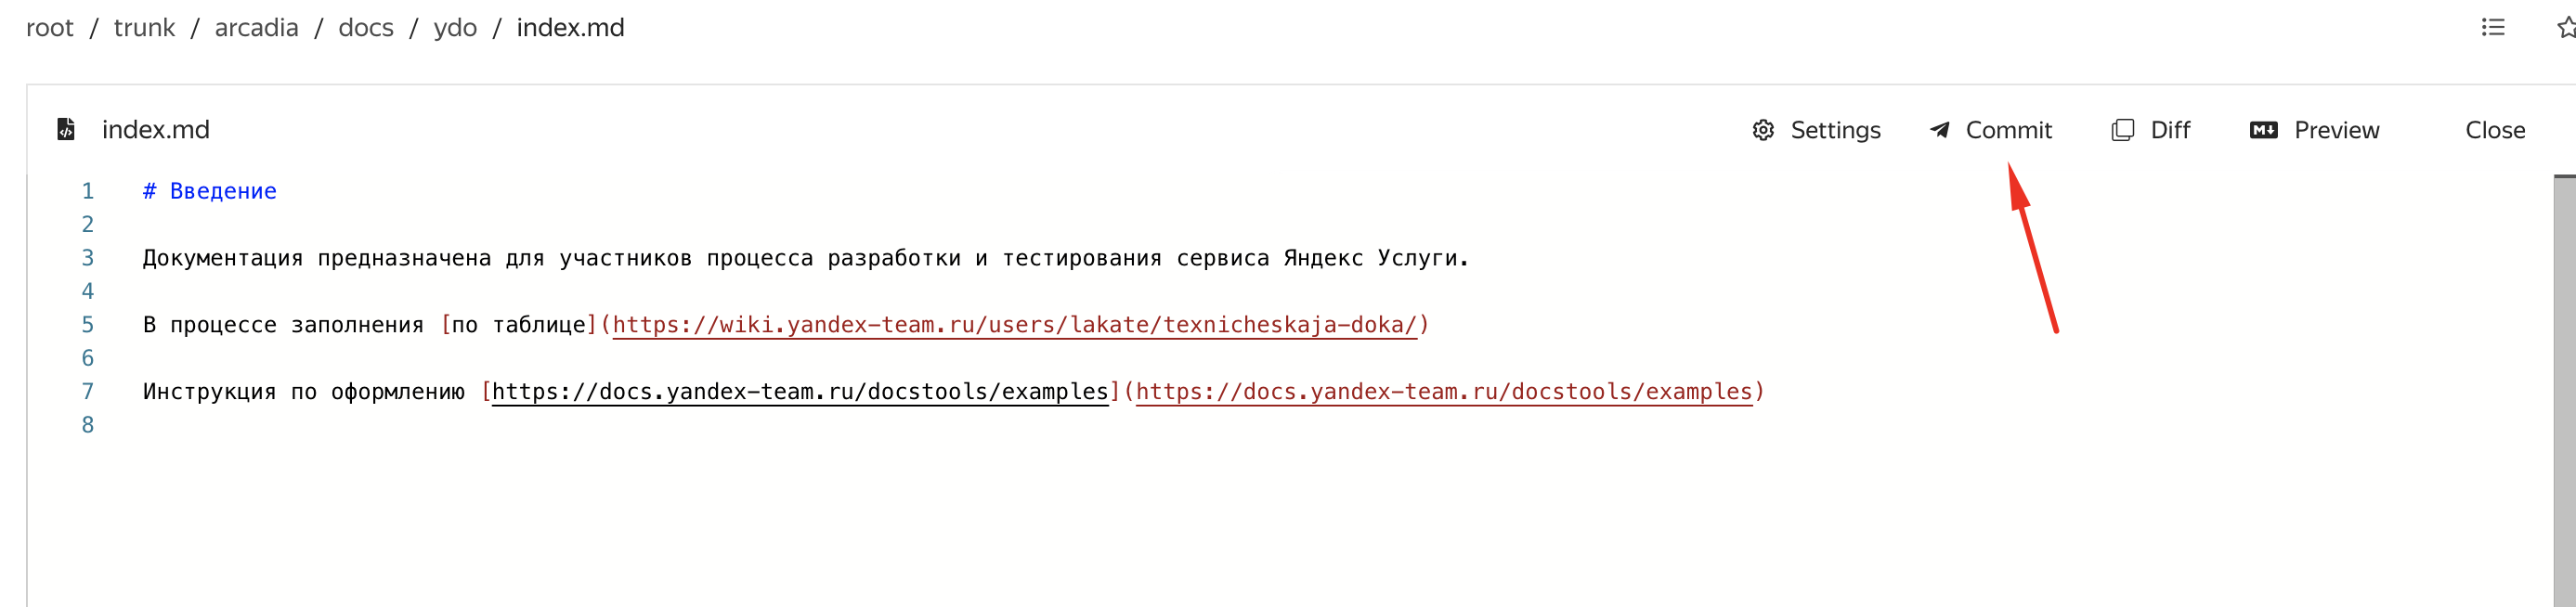 root / trunk / arcadia / docs / ydo / index.md
index.md Settings Commit Diff Preview Close
1 # Введение
2
3 Документация предназначена для участников процесса разработки и тестирования сервиса Яндекс Услуги.
4
5 В процессе заполнения [по таблице](https://wiki.yandex-team.ru/users/lakate/texnicheskaja-doka/)
6
7 Инструкция по оформлению [https://docs.yandex-team.ru/docstools/examples](https://docs.yandex-team.ru/docstools/examples)
8